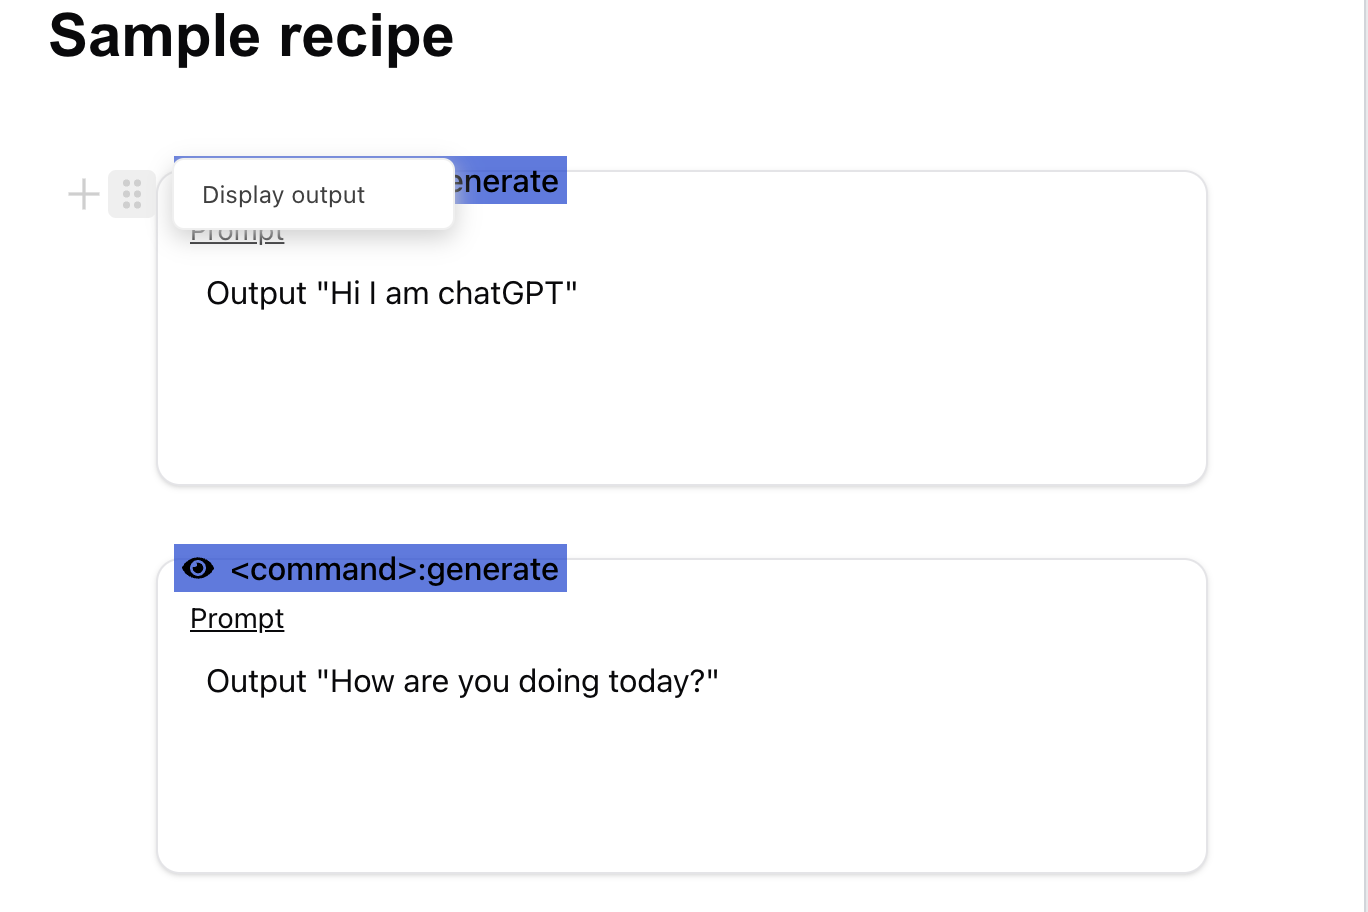 Sample recipe
Display output
enerate
Prompt
Output "Hi I am chatGPT"
<command>:generate
Prompt
Output "How are you doing today?"